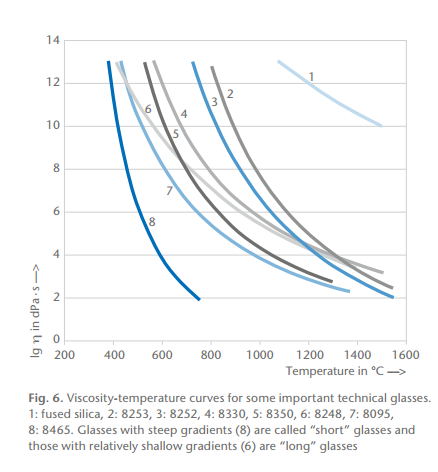 14
12
10
8
6
4
2
0
lg η in dPa · s —>
1
2
3
4
5
6
7
8
200 400 600 800 1000 1200 1400 1600
Temperature in °C —>
Fig. 6. Viscosity-temperature curves for some important technical glasses.
1: fused silica, 2: 8253, 3: 8252, 4: 8330, 5: 8350, 6: 8248, 7: 8095,
8: 8465. Glasses with steep gradients (8) are called “short” glasses and
those with relatively shallow gradients (6) are “long” glasses